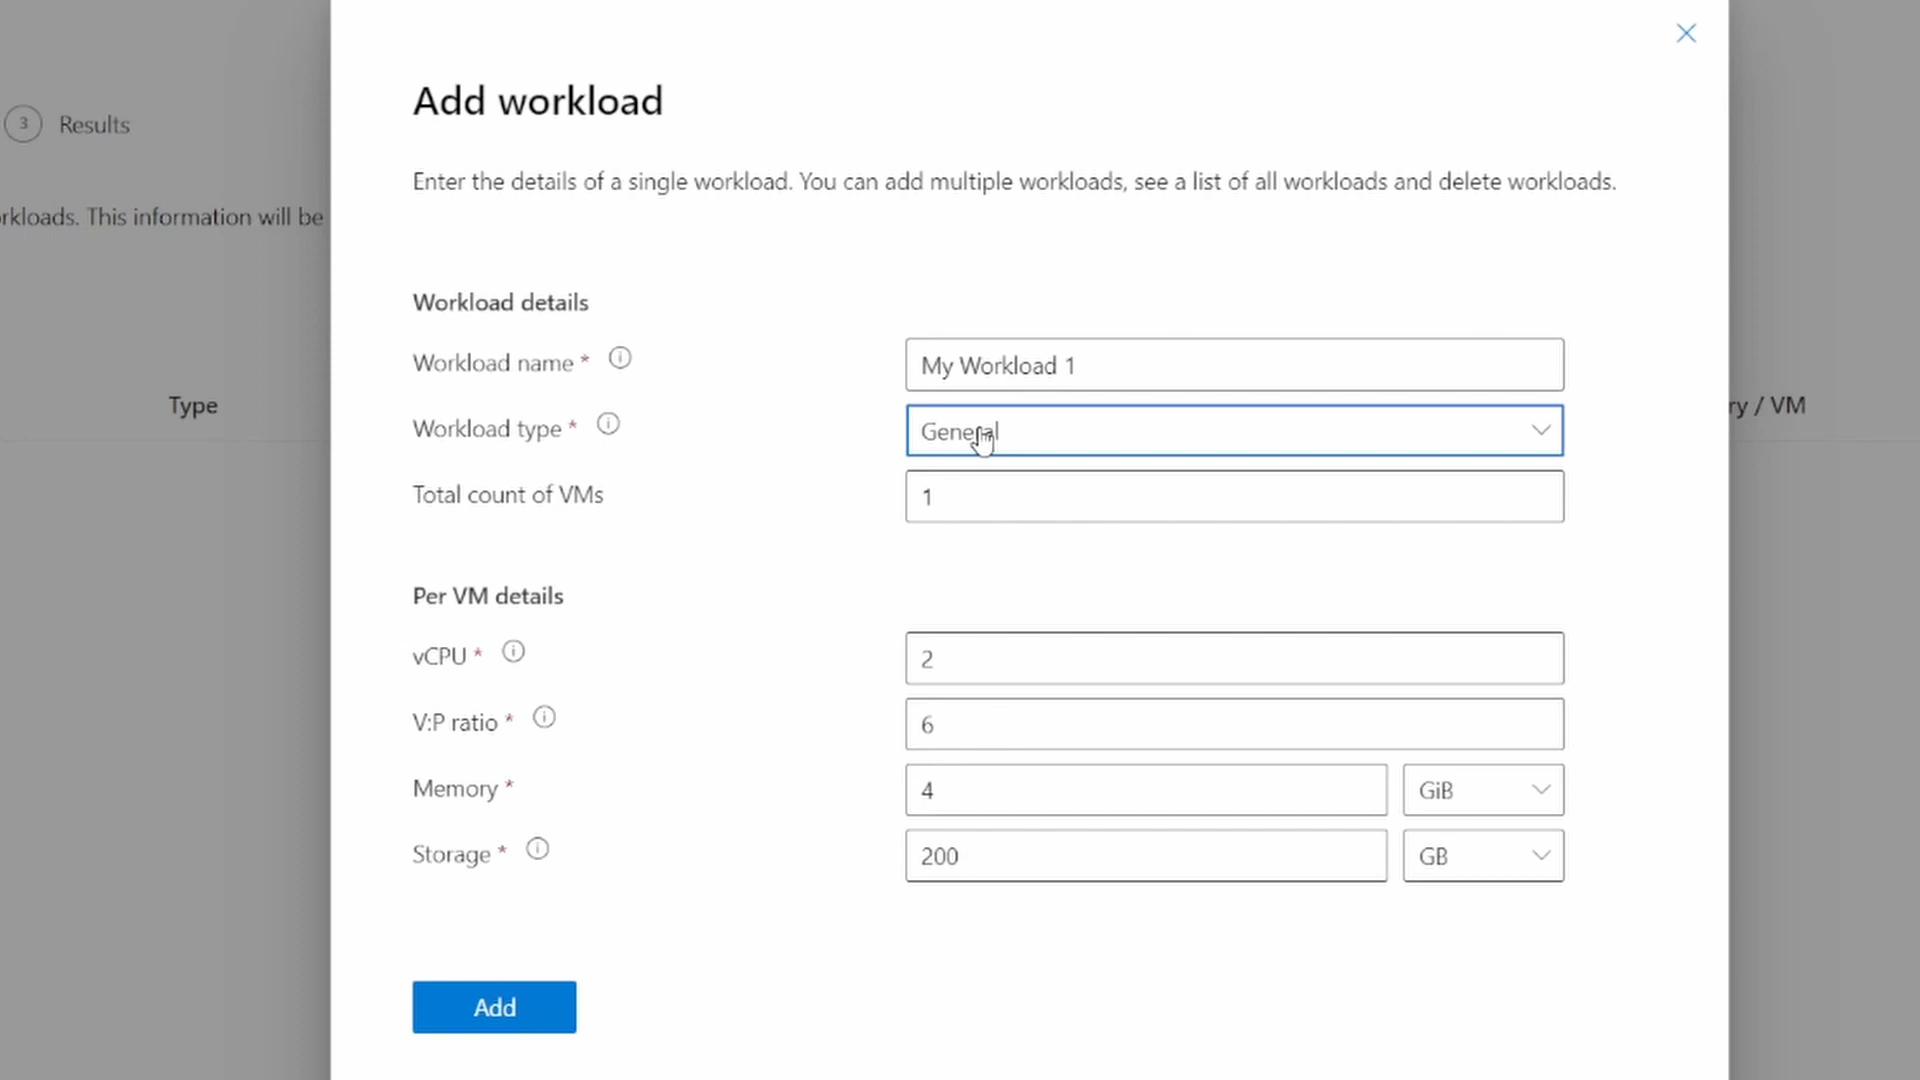 Add workload
3 Results
Enter the details of a single workload. You can add multiple workloads, see a list of all workloads and delete workloads.
rkloads. This information will be
Workload details
Workload name * My Workload 1
Type
ry / VM
Workload type * General
Total count of VMs 1
Per VM details
vCPU * 2
V:P ratio * 6
Memory * 4 GiB
Storage * 200 GB
Add